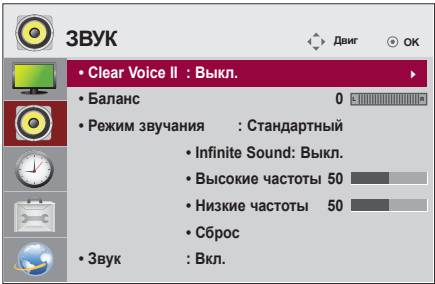 ЗВУК Двиг ОК
• Clear Voice II : Выкл.
• Баланс 0 L R
• Режим звучания : Стандартный
• Infinite Sound: Выкл.
• Высокие частоты 50
• Низкие частоты 50
• Сброс
• Звук : Вкл.